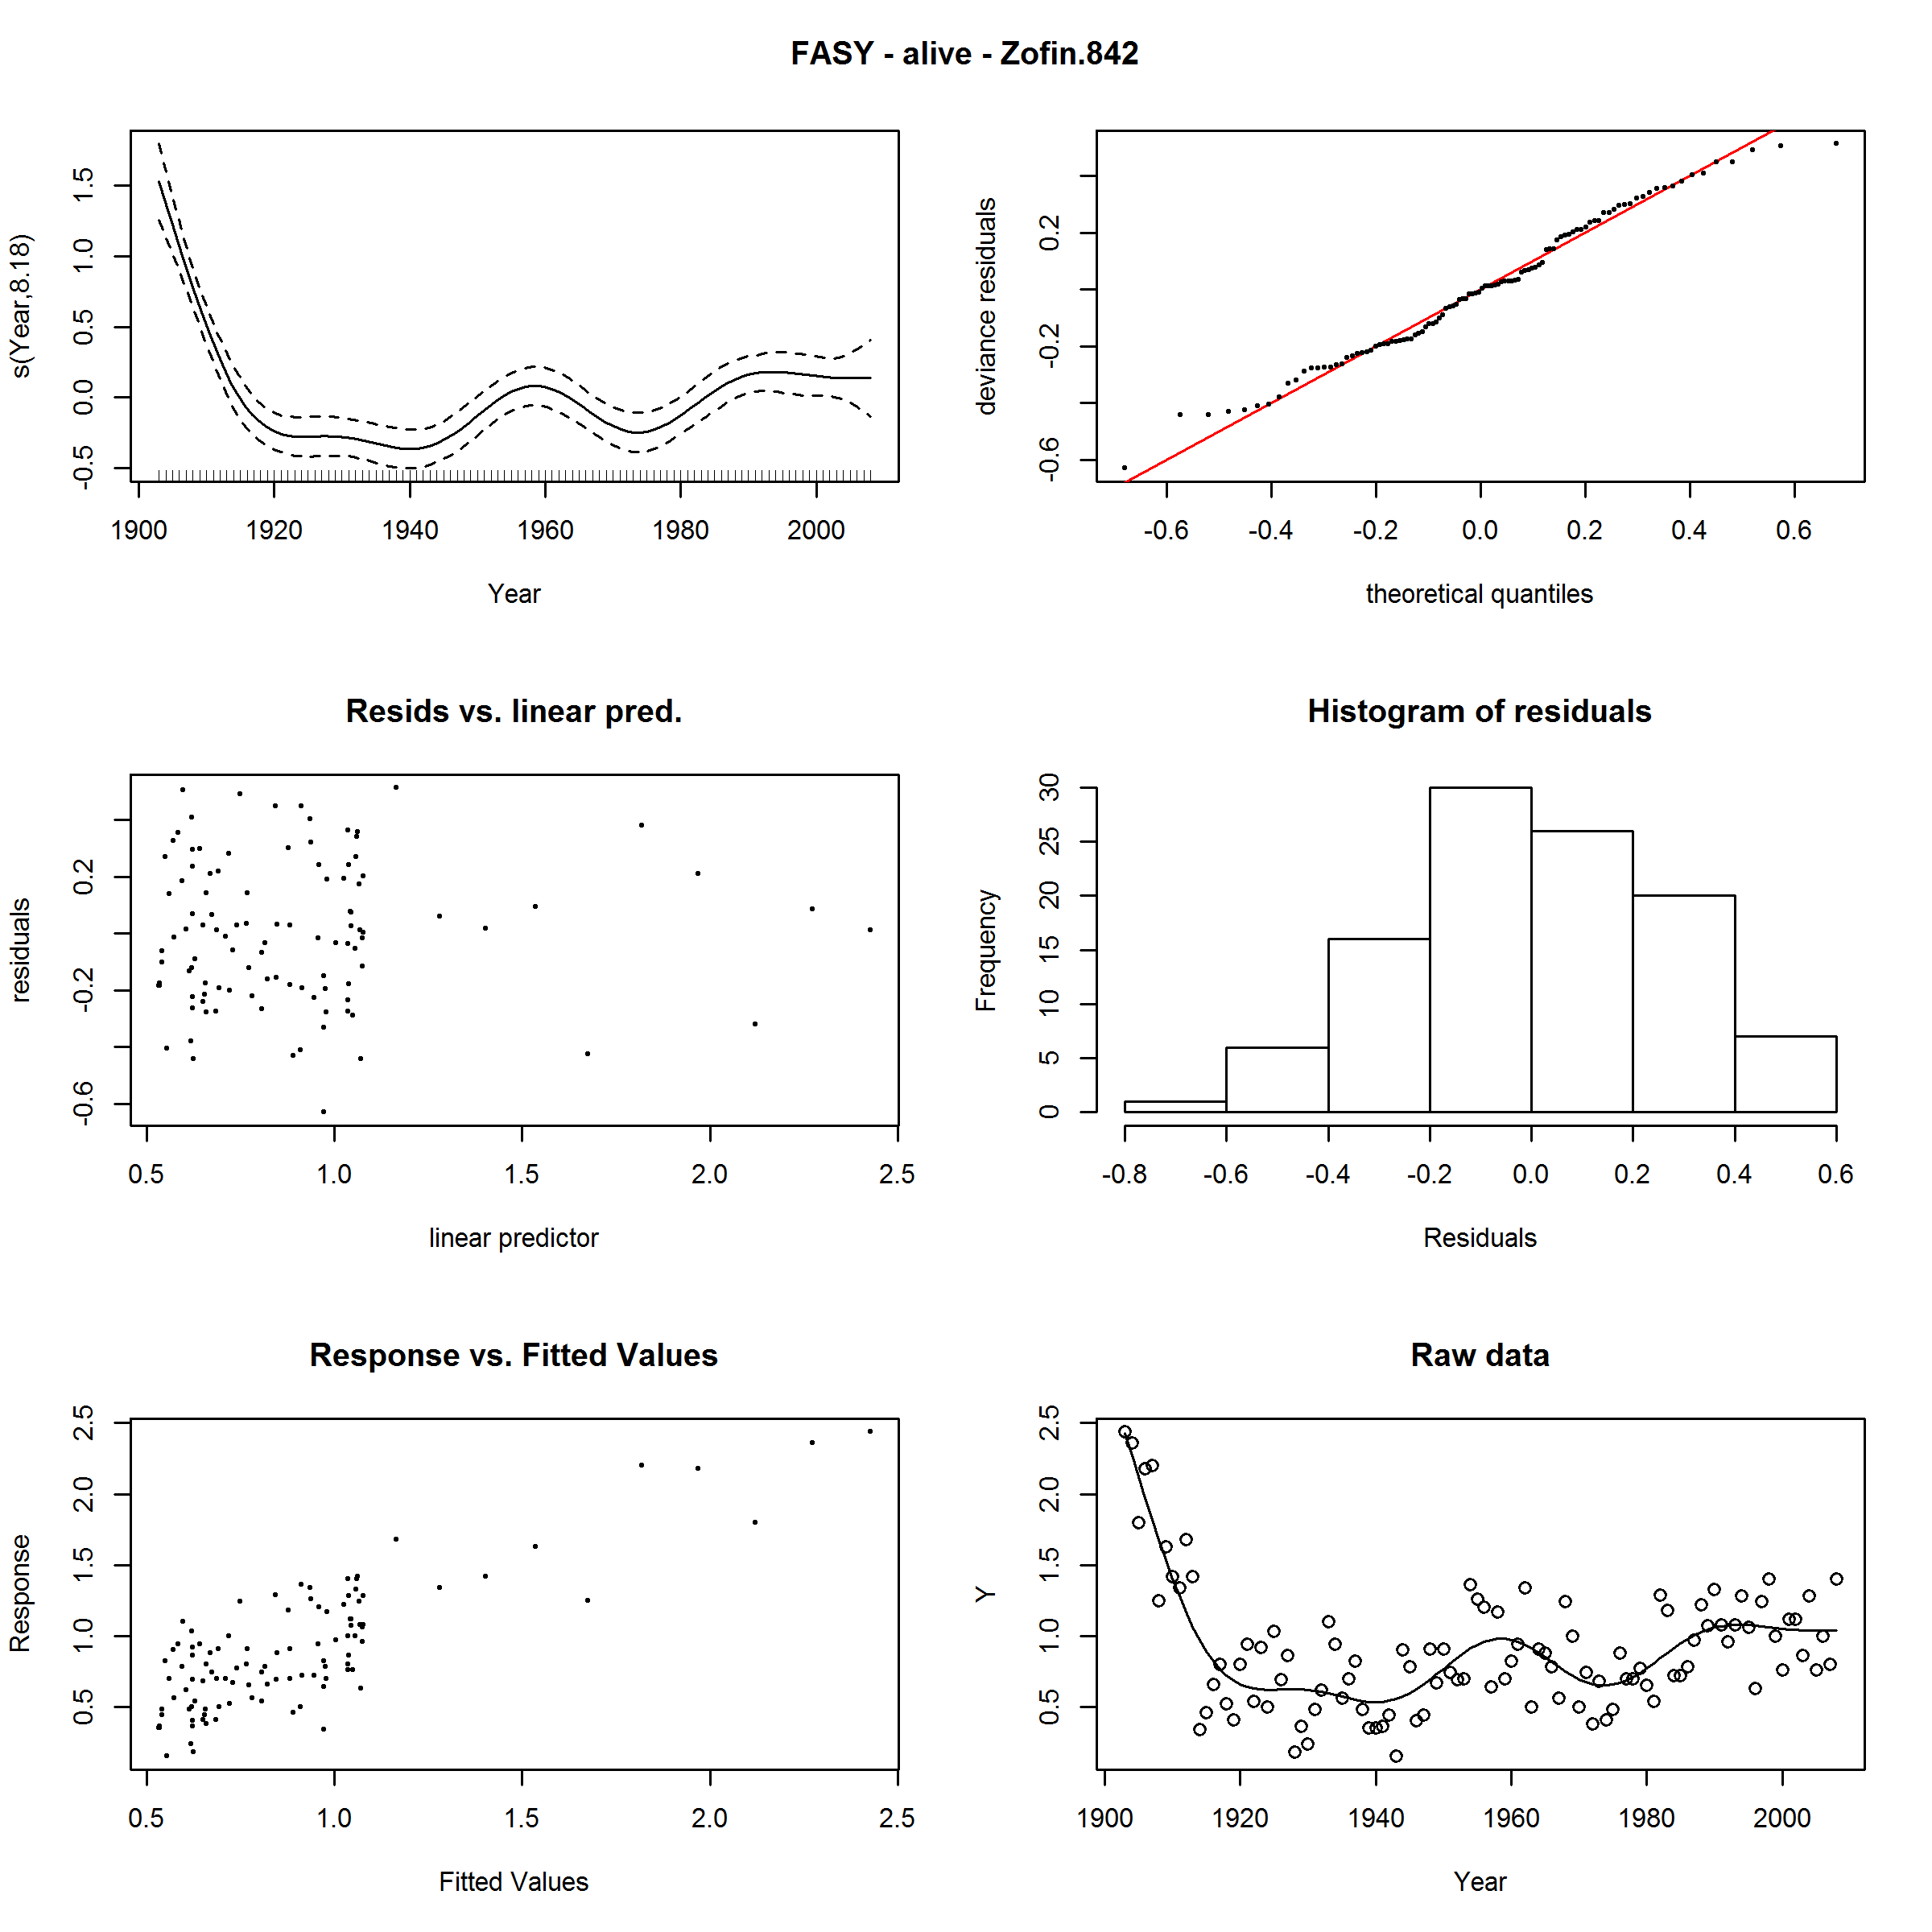 FASY - alive - Zofin.842
s(Year,8.18)
-0.5 0.0 0.5 1.0 1.5
1900 1920 1940 1960 1980 2000
Year
deviance residuals
-0.6 -0.2 0.2
-0.6 -0.4 -0.2 0.0 0.2 0.4 0.6
theoretical quantiles
Resids vs. linear pred.
residuals
-0.6 -0.2 0.2
0.5 1.0 1.5 2.0 2.5
linear predictor
Histogram of residuals
Frequency
0 5 10 15 20 25 30
-0.8 -0.6 -0.4 -0.2 0.0 0.2 0.4 0.6
Residuals
Response vs. Fitted Values
Response
0.5 1.0 1.5 2.0 2.5
0.5 1.0 1.5 2.0 2.5
Fitted Values
Raw data
Y
0.5 1.0 1.5 2.0 2.5
1900 1920 1940 1960 1980 2000
Year